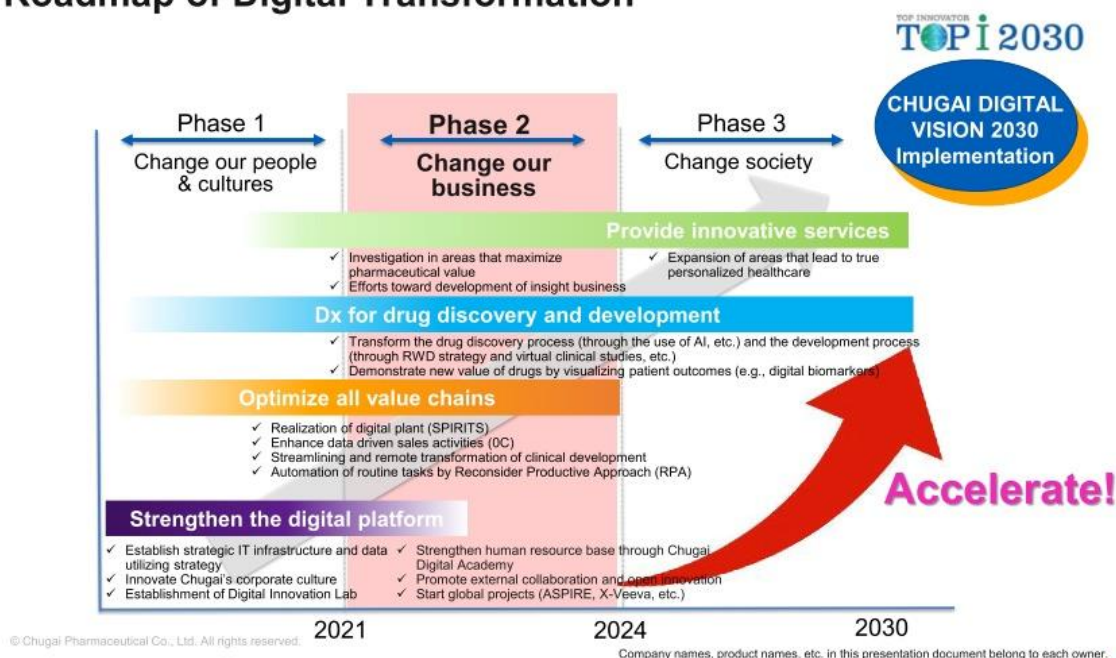 Roadmap of Digital Transformation
TOP INNOVATOR
TOP i 2030
CHUGAI DIGITAL
VISION 2030
Implementation
Phase 1
Change our people
& cultures
Phase 2
Change our
business
Phase 3
Change society
Provide innovative services
✓ Investigation in areas that maximize
pharmaceutical value
✓ Efforts toward development of insight business
✓ Expansion of areas that lead to true
personalized healthcare
Dx for drug discovery and development
✓ Transform the drug discovery process (through the use of AI, etc.) and the development process
(through RWD strategy and virtual clinical studies, etc.)
✓ Demonstrate new value of drugs by visualizing patient outcomes (e.g., digital biomarkers)
Optimize all value chains
✓ Realization of digital plant (SPIRITS)
✓ Enhance data driven sales activities (0C)
✓ Streamlining and remote transformation of clinical development
✓ Automation of routine tasks by Reconsider Productive Approach (RPA)
Accelerate!
Strengthen the digital platform
✓ Establish strategic IT infrastructure and data
utilizing strategy
✓ Innovate Chugai's corporate culture
✓ Establishment of Digital Innovation Lab
✓ Strengthen human resource base through Chugai
Digital Academy
✓ Promote external collaboration and open innovation
✓ Start global projects (ASPIRE, X-Veeva, etc.)
2021
2024
2030
© Chugai Pharmaceutical Co., Ltd. All rights reserved.
Company names, product names, etc. in this presentation document belong to each owner.